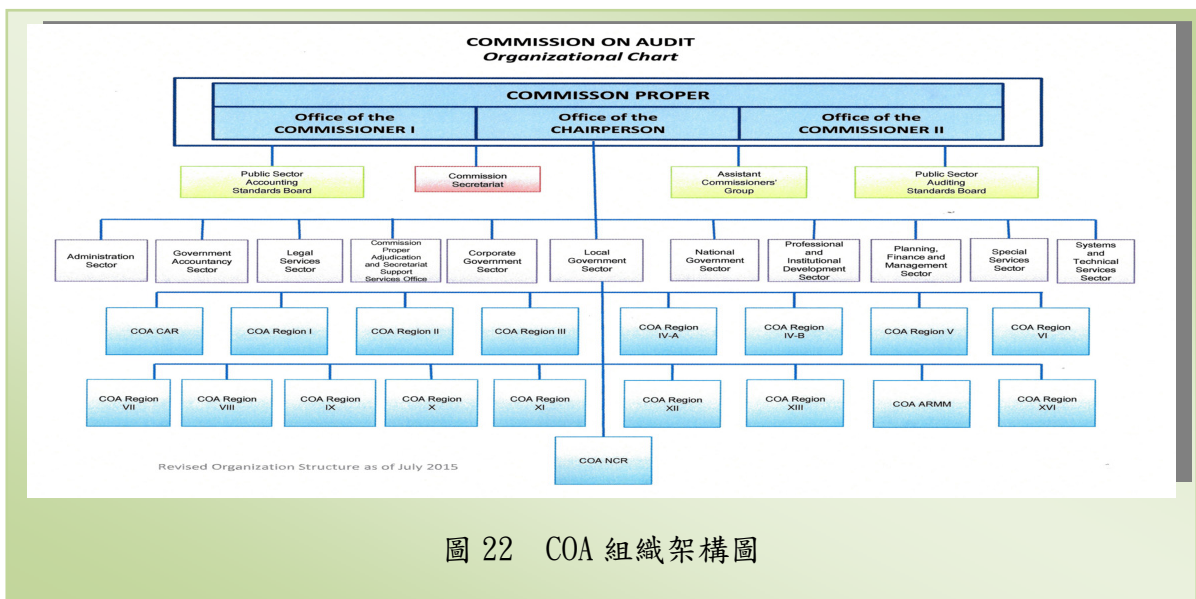 COMMISSION ON AUDIT
Organizational Chart
COMMISSON PROPER
Office of the
COMMISSIONER I
Office of the
CHAIRPERSON
Office of the
COMMISSIONER II
Public Sector
Accounting
Standards Board
Commission
Secretariat
Assistant
Commissioners'
Group
Public Sector
Auditing
Standards Board
Administration
Sector
Government
Accountancy
Sector
Legal
Services
Sector
Commission
Proper
Adjudication
and Secretariat
Support
Services Office
Corporate
Government
Sector
Local
Government
Sector
National
Government
Sector
Professional
and
Institutional
Development
Sector
Planning,
Finance and
Management
Sector
Special
Services
Sector
Systems
and
Technical
Services
Sector
COA CAR
COA Region I
COA Region II
COA Region III
COA Region
IV-A
COA Region
IV-B
COA Region V
COA Region
VI
COA Region
VII
COA Region
VIII
COA Region
IX
COA Region
X
COA Region
XI
COA Region
XII
COA Region
XIII
COA ARMM
COA Region
XVI
COA NCR
Revised Organization Structure as of July 2015
圖 22 COA 組織架構圖